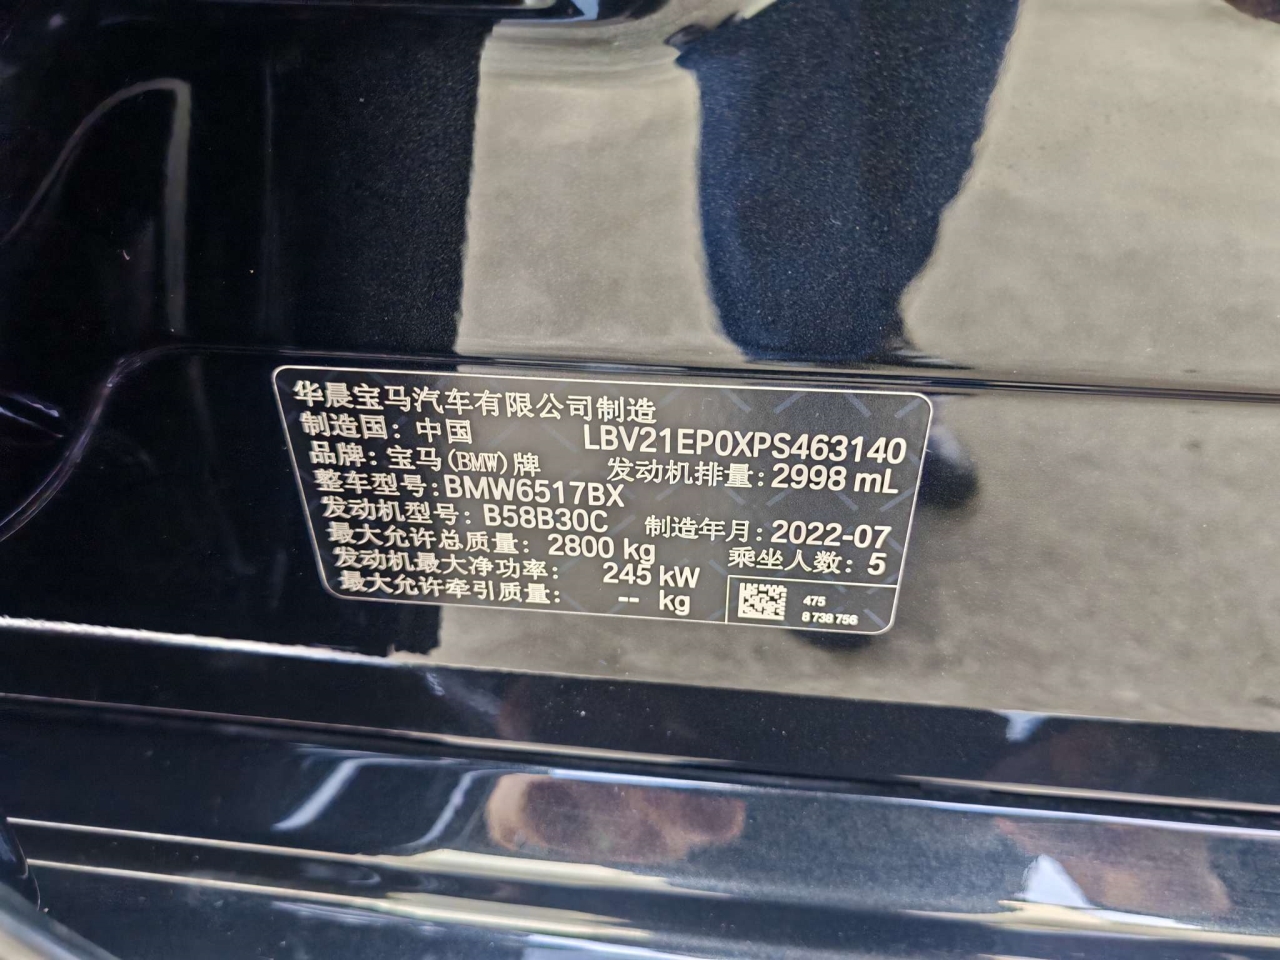 华晨宝马汽车有限公司制造
制造国：中国 LBV21EP0XPS463140
品牌：宝马(BMW)牌 发动机排量：2998 mL
整车型号：BMW6517BX
发动机型号：B58B30C 制造年月：2022-07
最大允许总质量：2800 kg 乘坐人数：5
发动机最大净功率：245 kW
最大允许牵引质量：-- kg
475
8 738 756